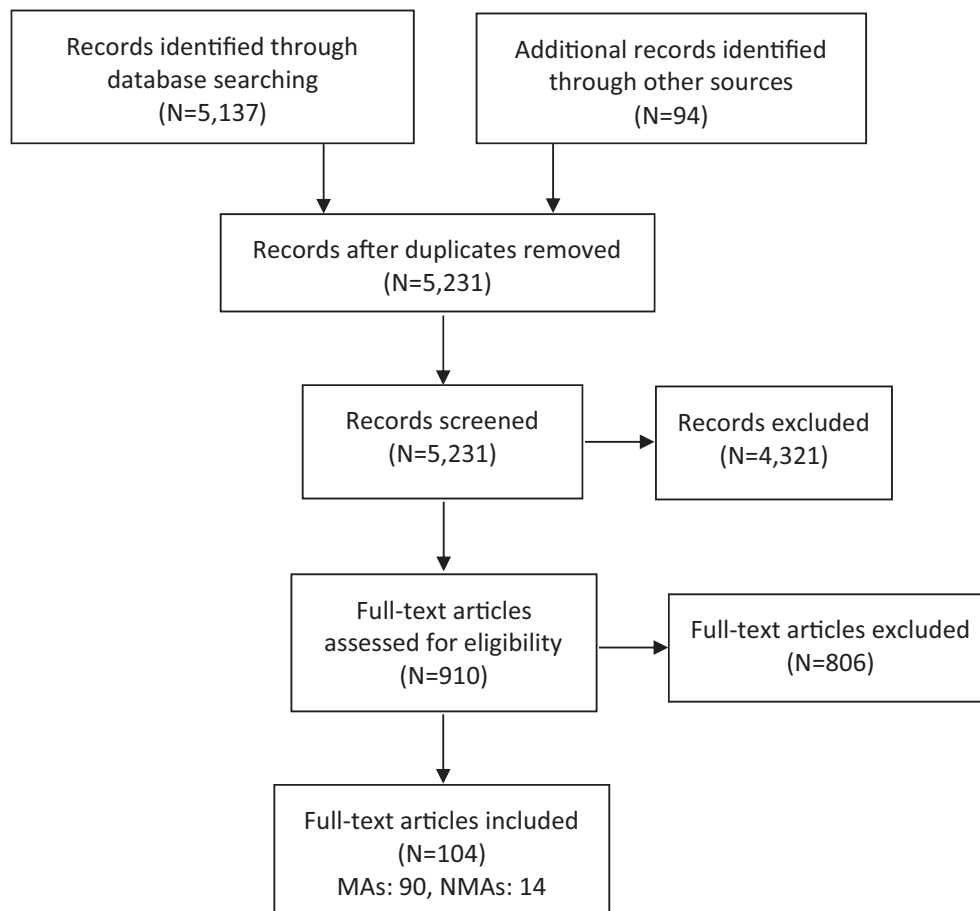 Records identified through
database searching
(N=5,137)
Additional records identified
through other sources
(N=94)
Records after duplicates removed
(N=5,231)
Records screened
(N=5,231)
Records excluded
(N=4,321)
Full-text articles
assessed for eligibility
(N=910)
Full-text articles excluded
(N=806)
Full-text articles included
(N=104)
MAs: 90, NMAs: 14